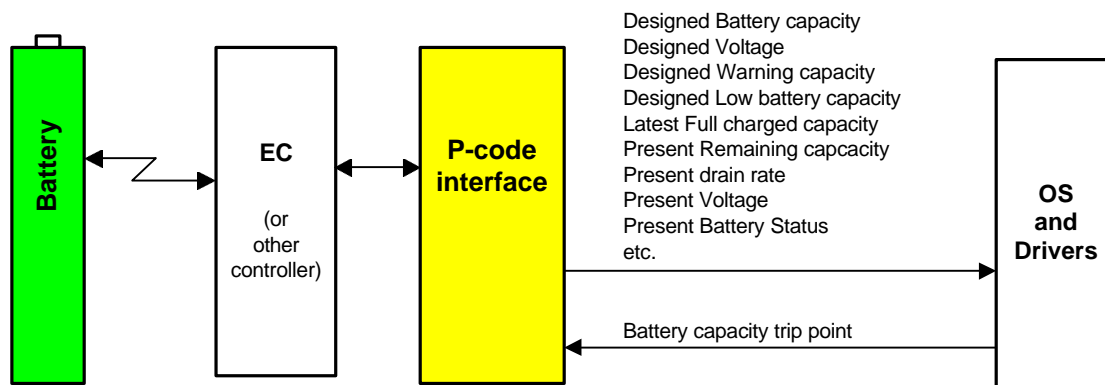 Battery
EC
(or
other
controller)
P-code
interface
Designed Battery capacity
Designed Voltage
Designed Warning capacity
Designed Low battery capacity
Latest Full charged capacity
Present Remaining capcacity
Present drain rate
Present Voltage
Present Battery Status
etc.
Battery capacity trip point
OS
and
Drivers